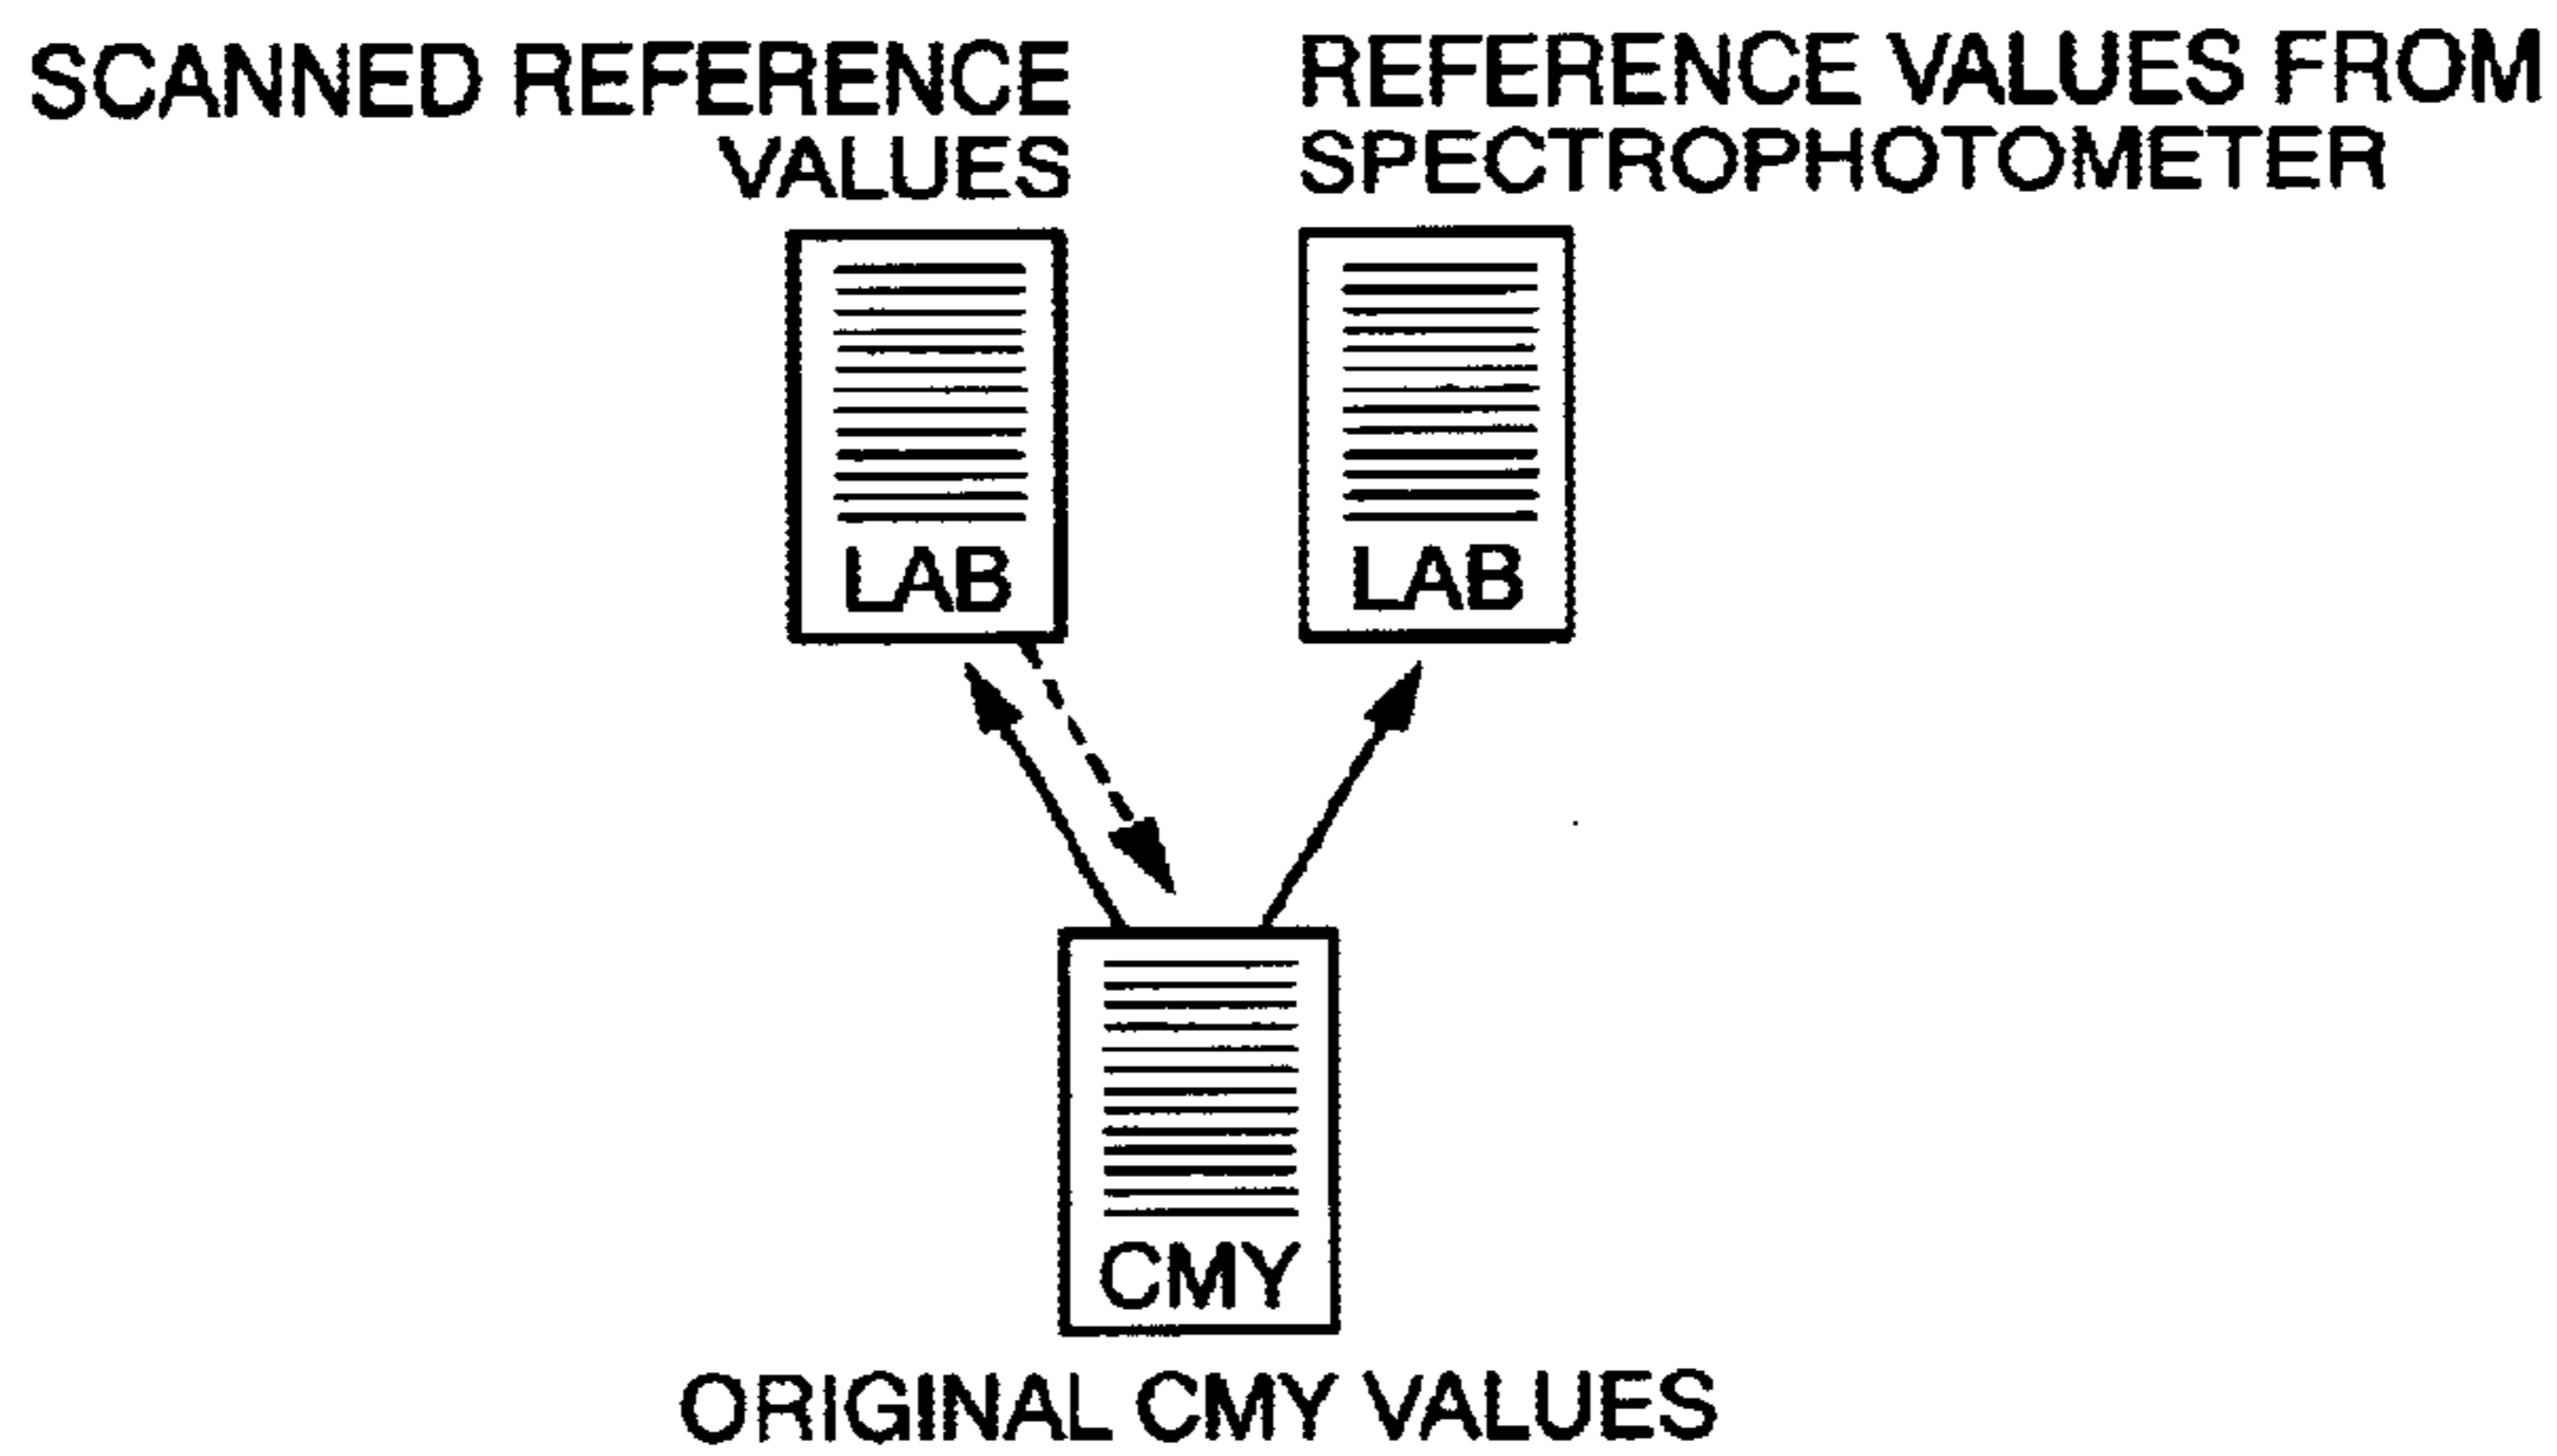 SCANNED REFERENCE
VALUES
REFERENCE VALUES FROM
SPECTROPHOTOMETER
LAB
LAB
CMY
ORIGINAL CMY VALUES